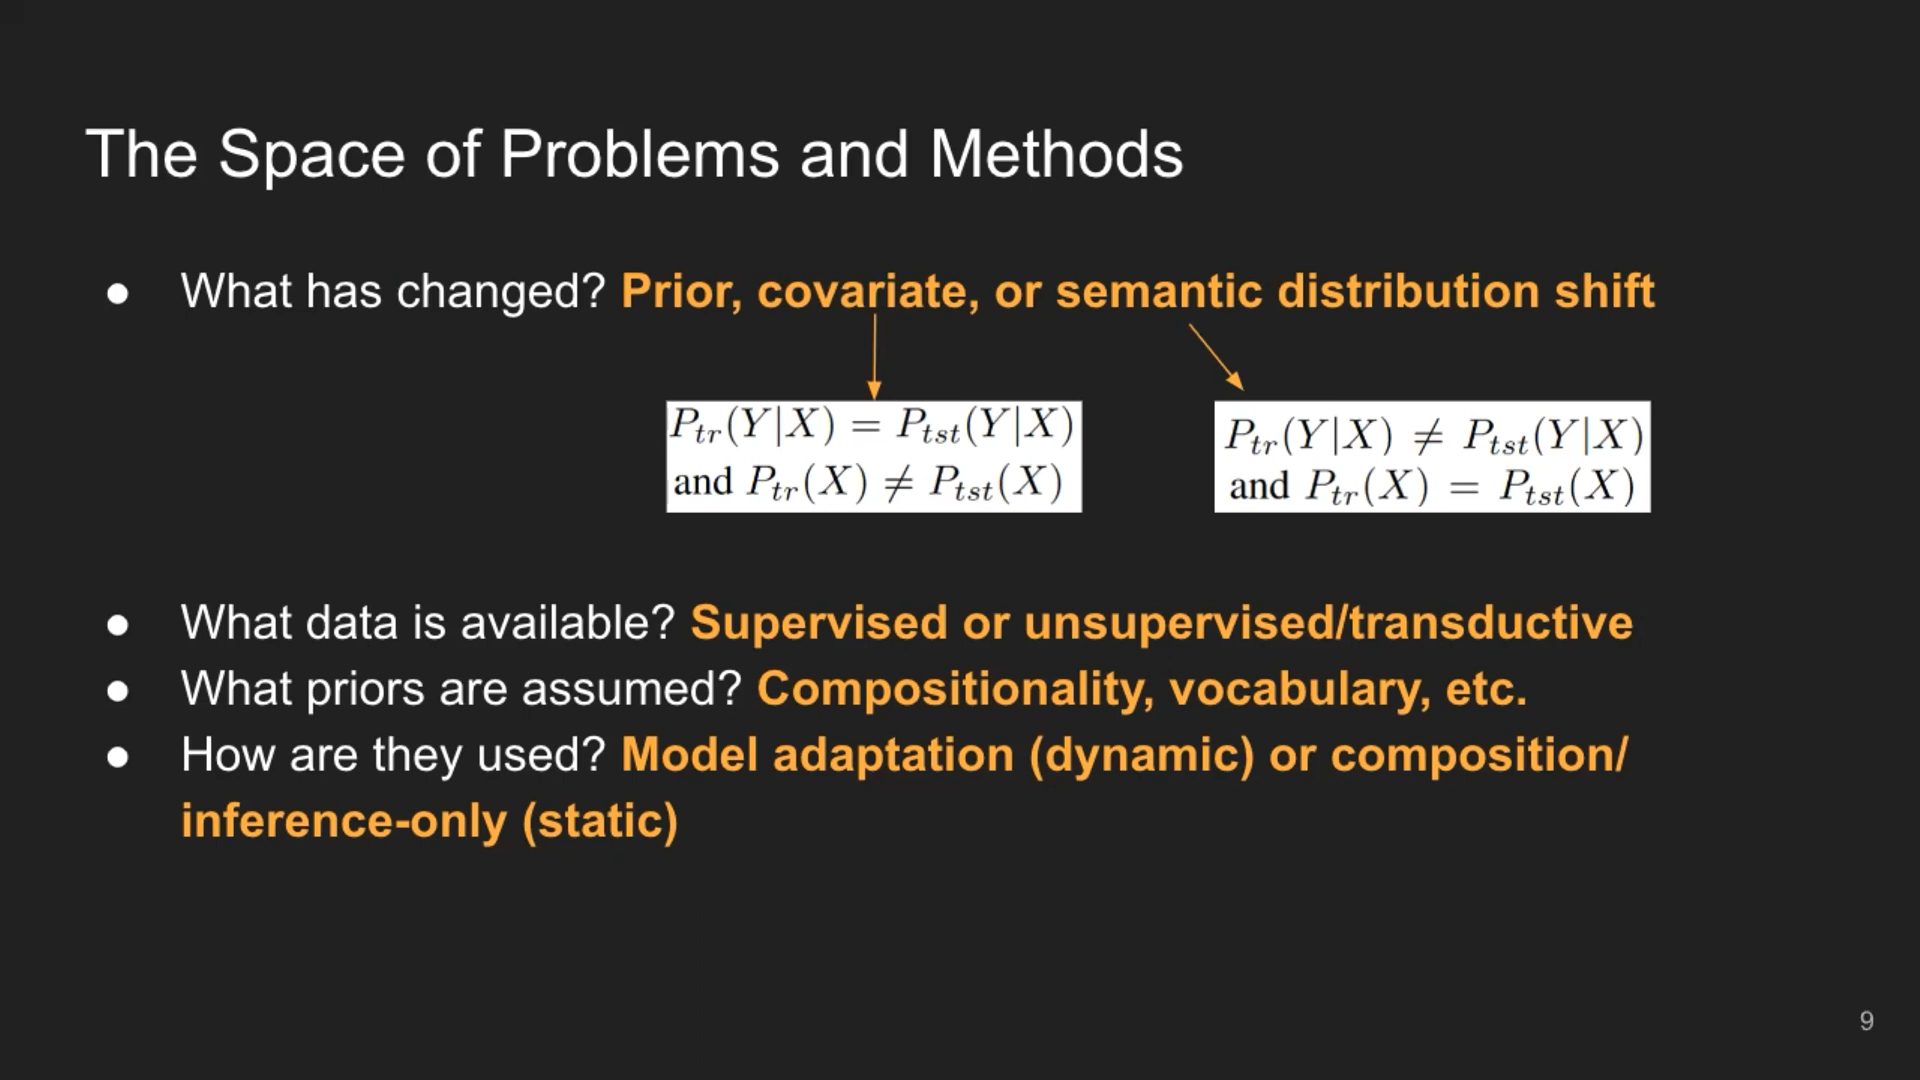 The Space of Problems and Methods
● What has changed? Prior, covariate, or semantic distribution shift
P_tr(Y|X) = P_tst(Y|X)
and P_tr(X) ≠ P_tst(X)
P_tr(Y|X) ≠ P_tst(Y|X)
and P_tr(X) = P_tst(X)
● What data is available? Supervised or unsupervised/transductive
● What priors are assumed? Compositionality, vocabulary, etc.
● How are they used? Model adaptation (dynamic) or composition/
inference-only (static)
9